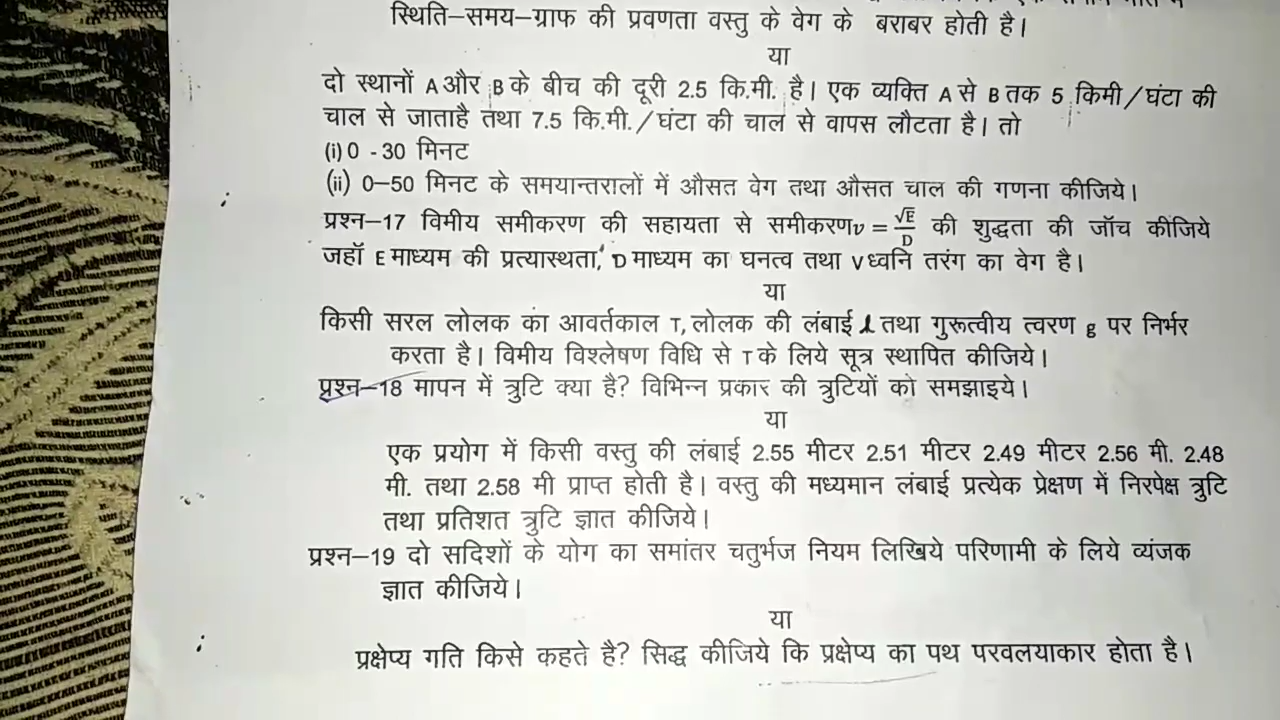 स्थिति–समय–ग्राफ की प्रवणता वस्तु के वेग के बराबर होती है।
या
दो स्थानों A और B के बीच की दूरी 2.5 कि.मी. है। एक व्यक्ति A से B तक 5 किमी/घंटा की
चाल से जाताहै तथा 7.5 कि.मी./घंटा की चाल से वापस लौटता है। तो
(i) 0 - 30 मिनट
(ii) 0–50 मिनट के समयान्तरालों में औसत वेग तथा औसत चाल की गणना कीजिये।
प्रश्न–17 विमीय समीकरण की सहायता से समीकरण v = √E/D की शुद्धता की जॉच कीजिये
जहॉ E माध्यम की प्रत्यास्थता, D माध्यम का घनत्व तथा V ध्वनि तरंग का वेग है।
या
किसी सरल लोलक का आवर्तकाल T, लोलक की लंबाई l तथा गुरूत्वीय त्वरण g पर निर्भर
करता है। विमीय विश्लेषण विधि से T के लिये सूत्र स्थापित कीजिये।
प्रश्न–18 मापन में त्रुटि क्या है? विभिन्न प्रकार की त्रुटियों को समझाइये।
या
एक प्रयोग में किसी वस्तु की लंबाई 2.55 मीटर 2.51 मीटर 2.49 मीटर 2.56 मी. 2.48
मी. तथा 2.58 मी प्राप्त होती है। वस्तु की मध्यमान लंबाई प्रत्येक प्रेक्षण में निरपेक्ष त्रुटि
तथा प्रतिशत त्रुटि ज्ञात कीजिये।
प्रश्न–19 दो सदिशों के योग का समांतर चतुर्भज नियम लिखिये परिणामी के लिये व्यंजक
ज्ञात कीजिये।
या
प्रक्षेप्य गति किसे कहते है? सिद्ध कीजिये कि प्रक्षेप्य का पथ परवलयाकार होता है।